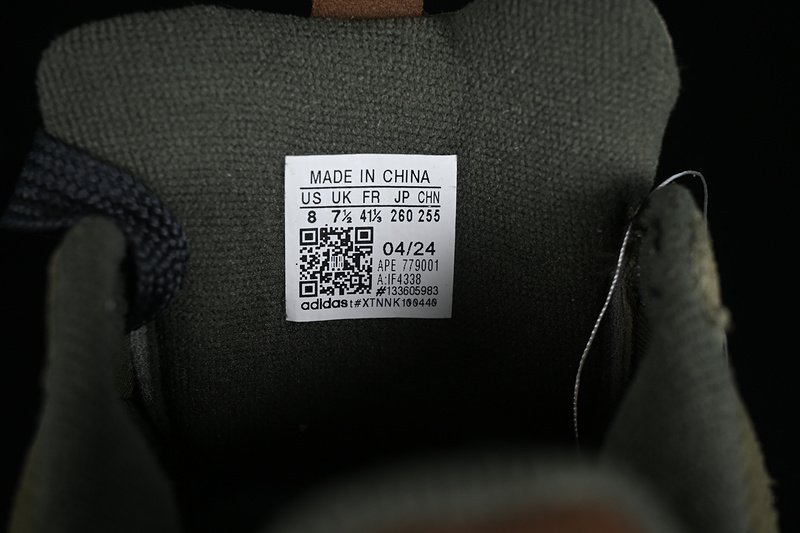 MADE IN CHINA
US UK FR JP CHN
8 7½ 41⅓ 260 255
04/24
APE 779001
A:IF4338
#133605983
adidas t#XTNNK100440